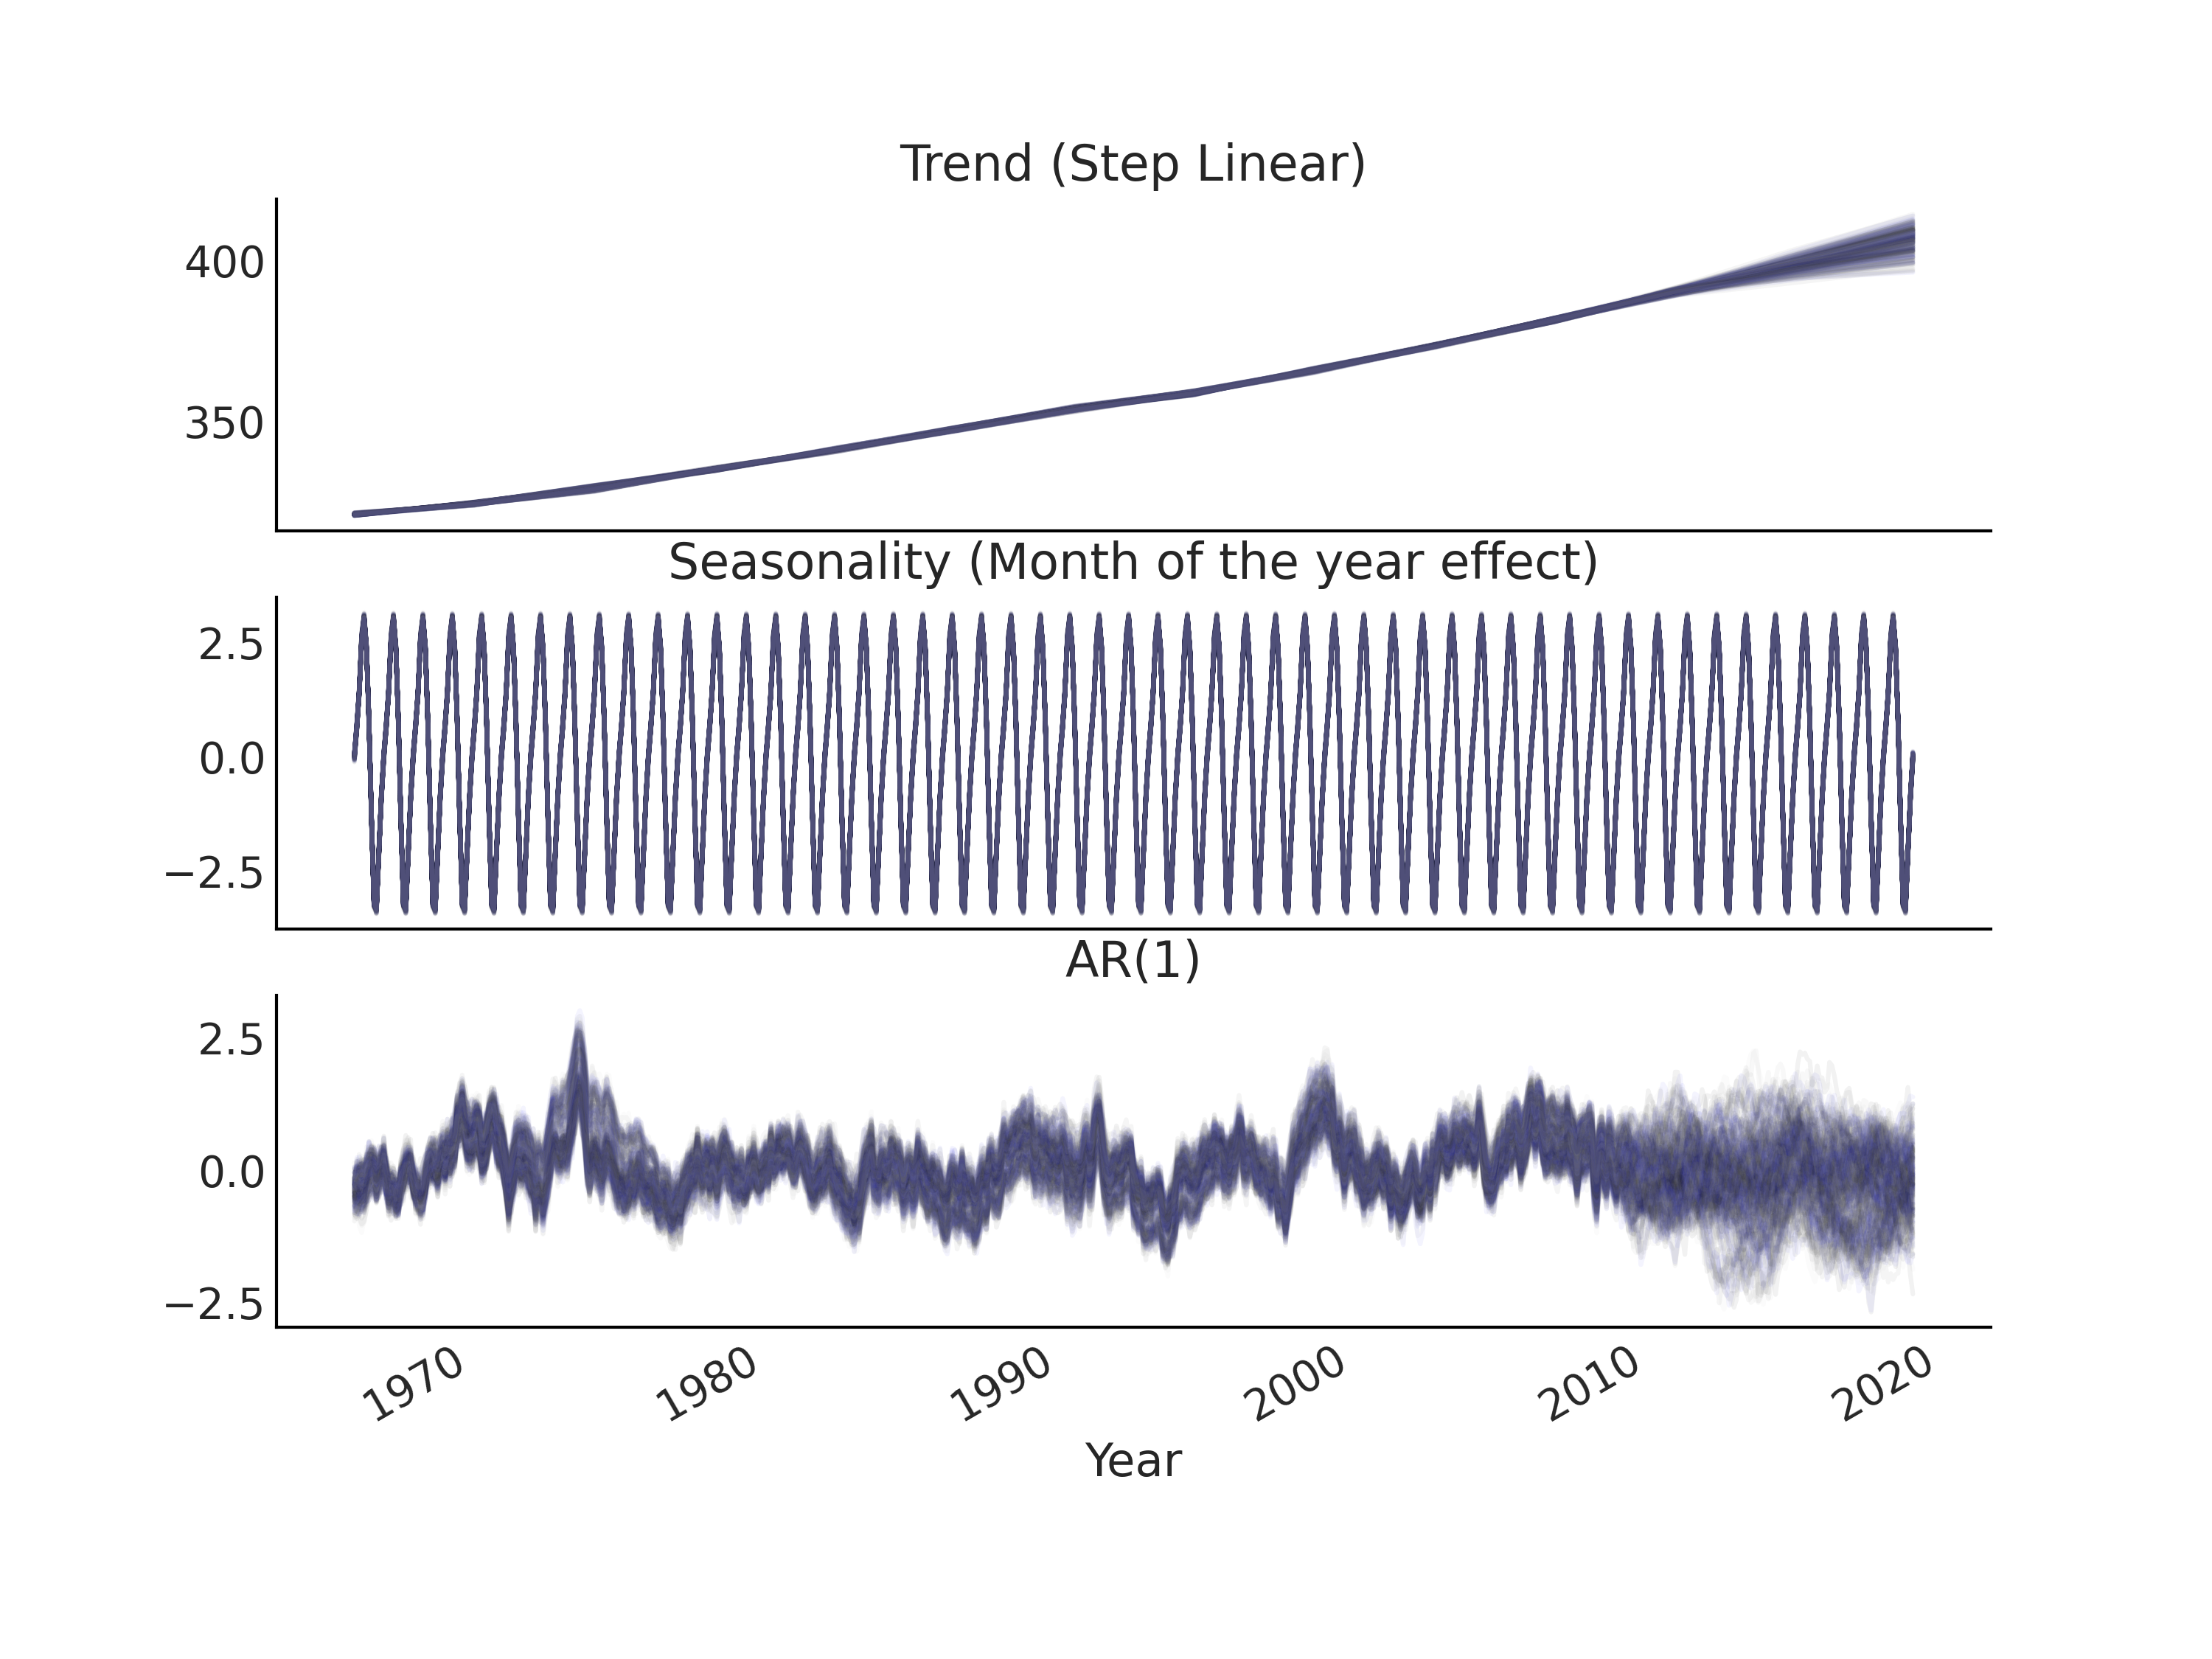 Trend (Step Linear)
400
350
Seasonality (Month of the year effect)
2.5
0.0
−2.5
AR(1)
2.5
0.0
−2.5
1970 1980 1990 2000 2010 2020
Year